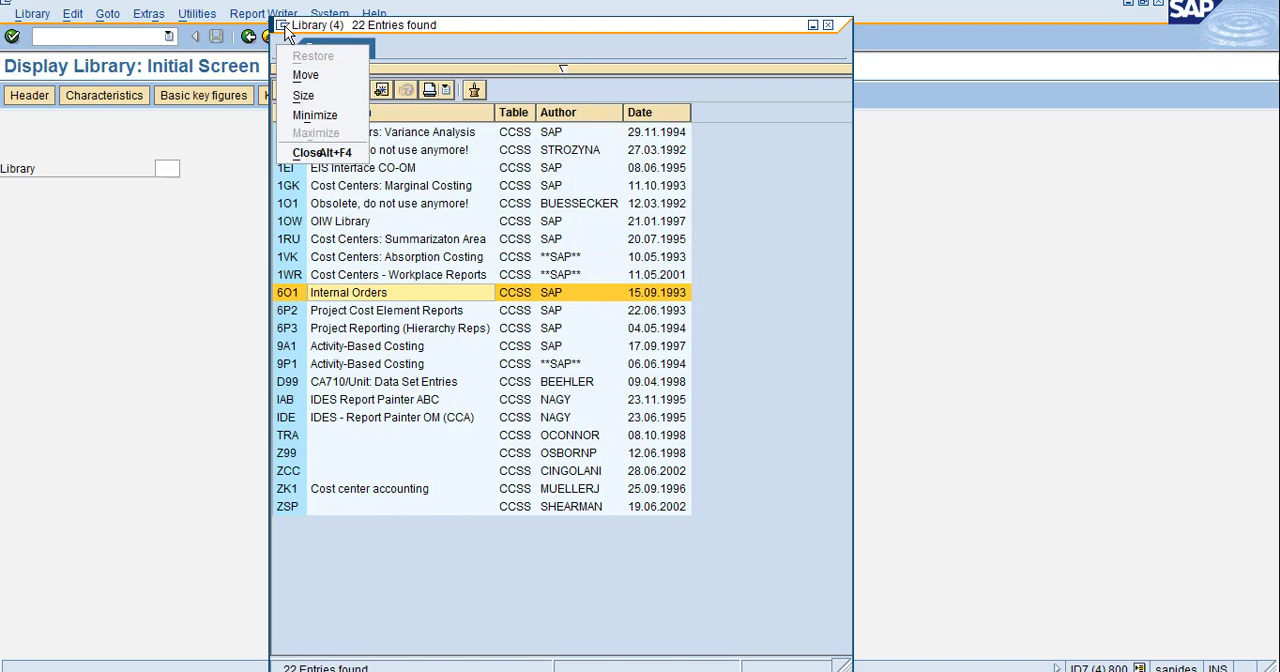 Library Edit Goto Extras Utilities Report Writer System Help
SAP
Library (4) 22 Entries found
Display Library: Initial Screen
Header Characteristics Basic key figures
Library
Restore
Move
Size
Minimize
Maximize
Close Alt+F4
Table Author Date
Centers: Variance Analysis CCSS SAP 29.11.1994
do not use anymore! CCSS STROZYNA 27.03.1992
1EI EIS Interface CO-OM CCSS SAP 08.06.1995
1GK Cost Centers: Marginal Costing CCSS SAP 11.10.1993
1O1 Obsolete, do not use anymore! CCSS BUESSECKER 12.03.1992
1OW OIW Library CCSS SAP 21.01.1997
1RU Cost Centers: Summarizaton Area CCSS SAP 20.07.1995
1VK Cost Centers: Absorption Costing CCSS **SAP** 10.05.1993
1WR Cost Centers - Workplace Reports CCSS **SAP** 11.05.2001
6O1 Internal Orders CCSS SAP 15.09.1993
6P2 Project Cost Element Reports CCSS SAP 22.06.1993
6P3 Project Reporting (Hierarchy Reps) CCSS SAP 04.05.1994
9A1 Activity-Based Costing CCSS SAP 17.09.1997
9P1 Activity-Based Costing CCSS **SAP** 06.06.1994
D99 CA710/Unit: Data Set Entries CCSS BEEHLER 09.04.1998
IAB IDES Report Painter ABC CCSS NAGY 23.11.1995
IDE IDES - Report Painter OM (CCA) CCSS NAGY 23.06.1995
TRA CCSS OCONNOR 08.10.1998
Z99 CCSS OSBORNP 12.06.1998
ZCC CCSS CINGOLANI 28.06.2002
ZK1 Cost center accounting CCSS MUELLERJ 25.09.1996
ZSP CCSS SHEARMAN 19.06.2002
22 Entries found
ID7 (4) 800 sapides INS